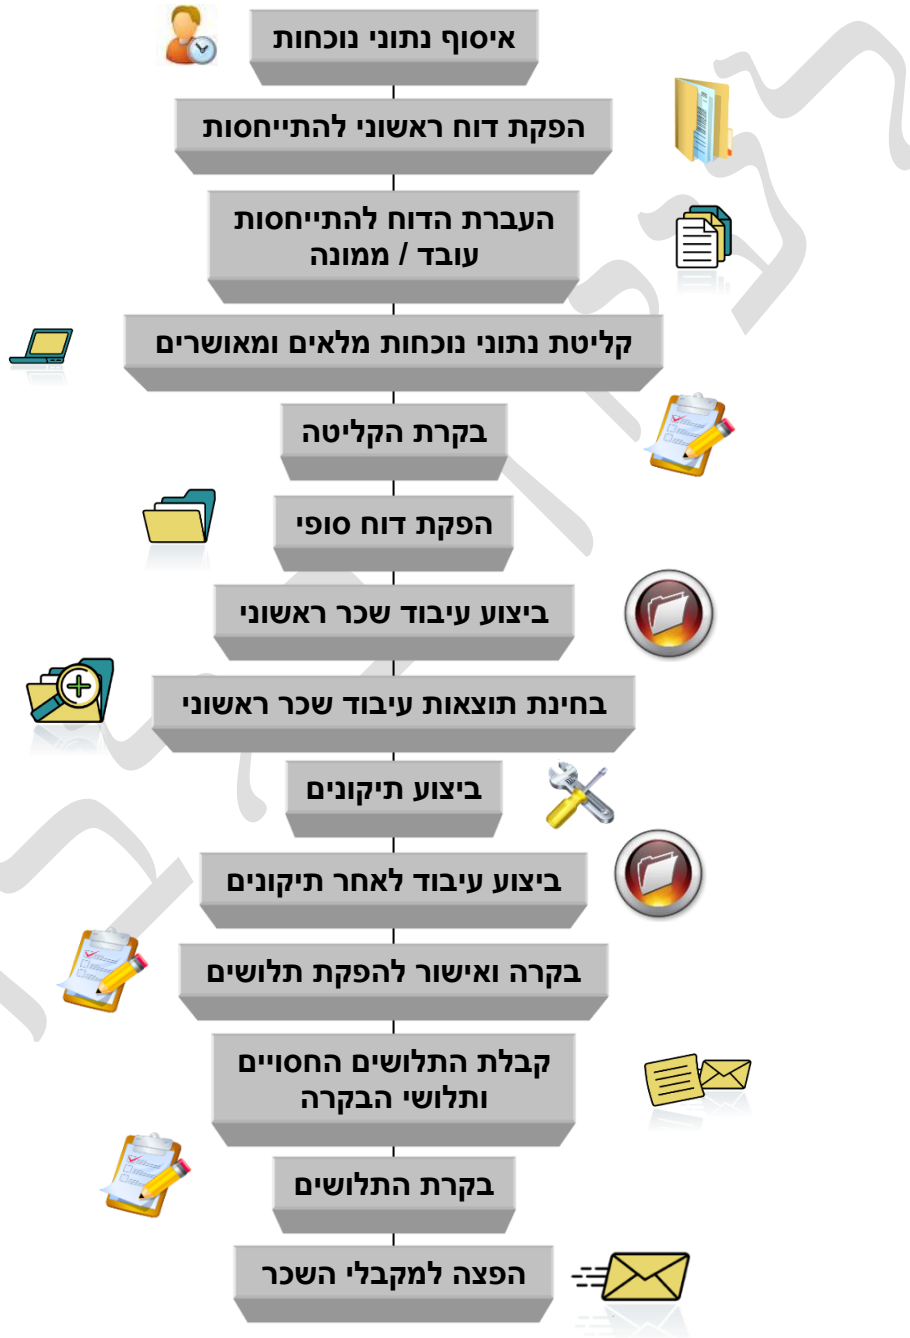 איסוף נתוני נוכחות
הפקת דוח ראשוני להתייחסות
העברת הדוח להתייחסות
עובד / ממונה
קליטת נתוני נוכחות מלאים ומאושרים
בקרת הקליטה
הפקת דוח סופי
ביצוע עיבוד שכר ראשוני
בחינת תוצאות עיבוד שכר ראשוני
ביצוע תיקונים
ביצוע עיבוד לאחר תיקונים
בקרה ואישור להפקת תלושים
קבלת התלושים החסויים
ותלושי הבקרה
בקרת התלושים
הפצה למקבלי השכר